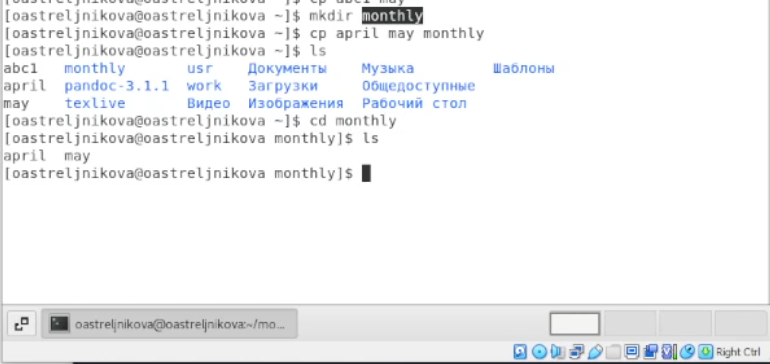 [oastreljnikova@oastreljnikova ~]$ cp abc1 may
[oastreljnikova@oastreljnikova ~]$ mkdir monthly
[oastreljnikova@oastreljnikova ~]$ cp april may monthly
[oastreljnikova@oastreljnikova ~]$ ls
abc1 monthly usr Документы Музыка Шаблоны
april pandoc-3.1.1 work Загрузки Общедоступные
may texlive Видео Изображения Рабочий стол
[oastreljnikova@oastreljnikova ~]$ cd monthly
[oastreljnikova@oastreljnikova monthly]$ ls
april may
[oastreljnikova@oastreljnikova monthly]$
oastreljnikova@oastreljnikova:~/mo...
Right Ctrl